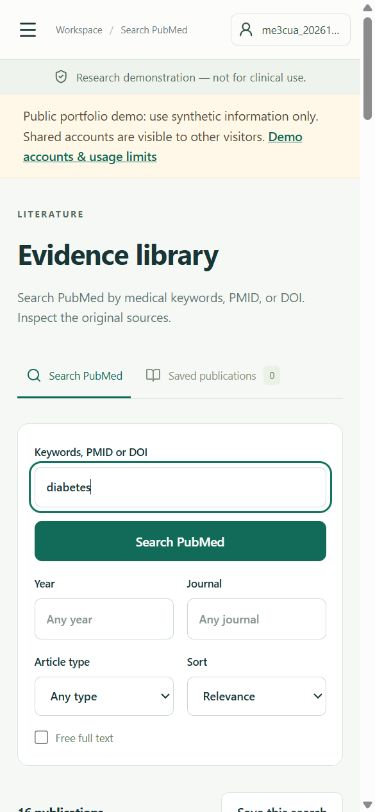 Workspace / Search PubMed
me3cua_20261...
Research demonstration — not for clinical use.
Public portfolio demo: use synthetic information only.
Shared accounts are visible to other visitors. Demo
accounts & usage limits
LITERATURE
Evidence library
Search PubMed by medical keywords, PMID, or DOI.
Inspect the original sources.
Search PubMed
Saved publications 0
Keywords, PMID or DOI
diabetes
Search PubMed
Year
Journal
Any year
Any journal
Article type
Sort
Any type
Relevance
Free full text
16 publications
Save this search